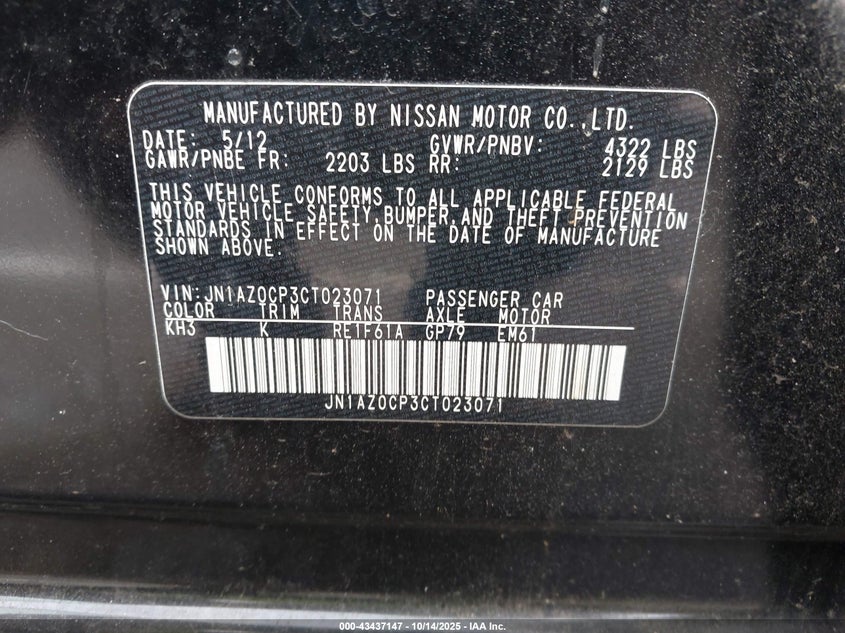 MANUFACTURED BY NISSAN MOTOR CO.,LTD.
DATE: 5/12 GVWR/PNBV: 4322 LBS
GAWR/PNBE FR: 2203 LBS RR: 2129 LBS
THIS VEHICLE CONFORMS TO ALL APPLICABLE FEDERAL
MOTOR VEHICLE SAFETY,BUMPER,AND THEFT PREVENTION
STANDARDS IN EFFECT ON THE DATE OF MANUFACTURE
SHOWN ABOVE.
VIN:JN1AZ0CP3CT023071 PASSENGER CAR
COLOR TRIM TRANS AXLE MOTOR
KH3 K RE1F61A GP79 EM61
JN1AZ0CP3CT023071
000-43437147 - 10/14/2025 - IAA Inc.